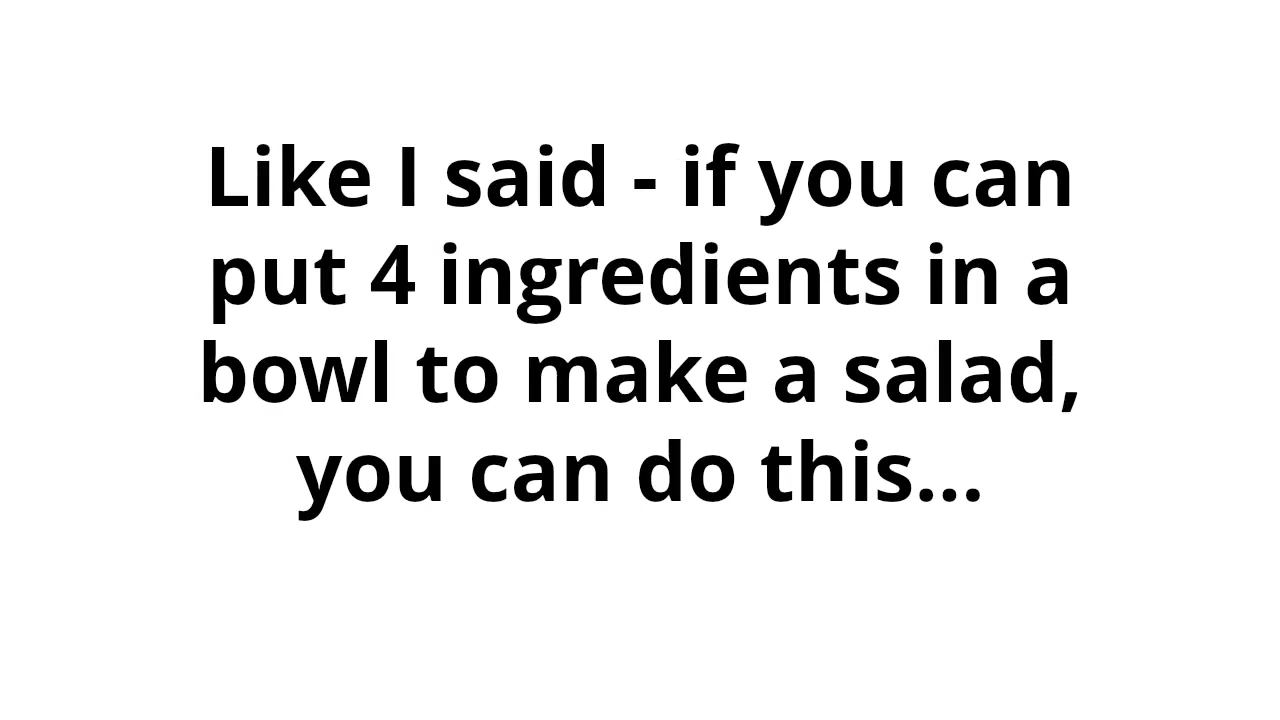 Like I said - if you can
put 4 ingredients in a
bowl to make a salad,
you can do this...